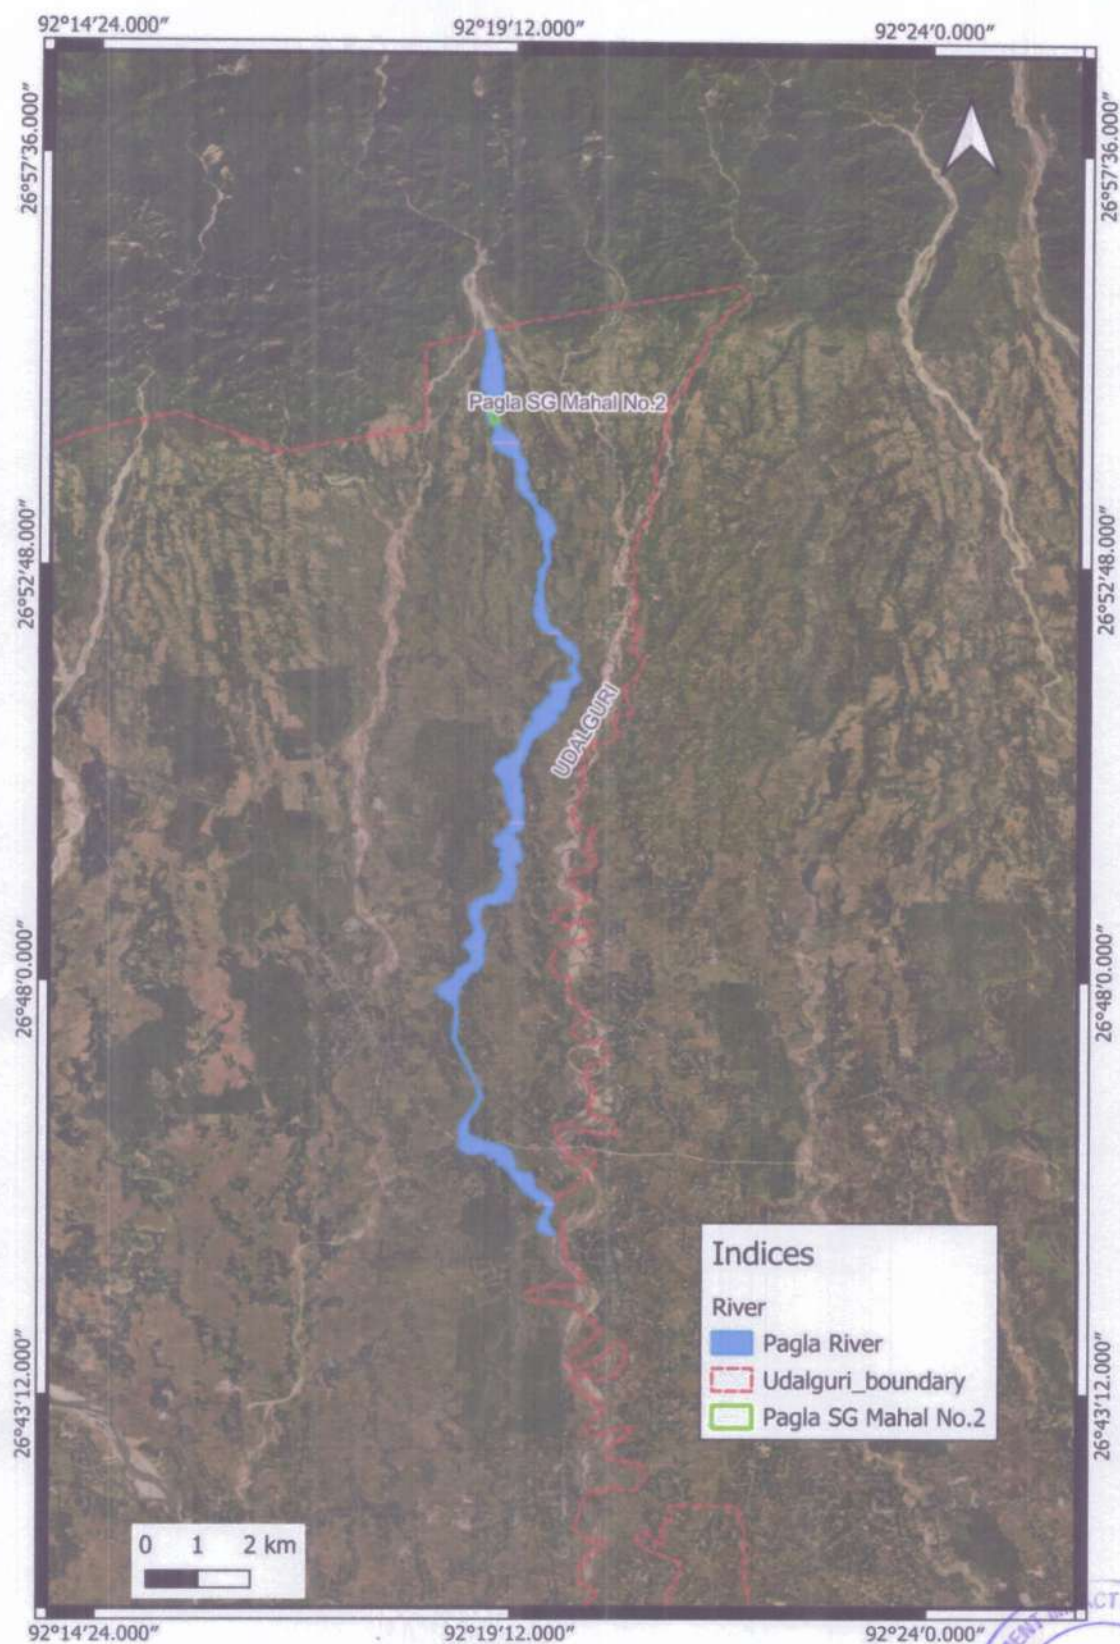 92°14′24.000″ 92°19′12.000″ 92°24′0.000″
26°57′36.000″
26°57′36.000″
Pagla SG Mahal No.2
26°52′48.000″
26°52′48.000″
UDALGURI
26°48′0.000″
26°48′0.000″
Indices
River
Pagla River
Udalguri_boundary
Pagla SG Mahal No.2
26°43′12.000″
26°43′12.000″
0 1 2 km
92°14′24.000″ 92°19′12.000″ 92°24′0.000″